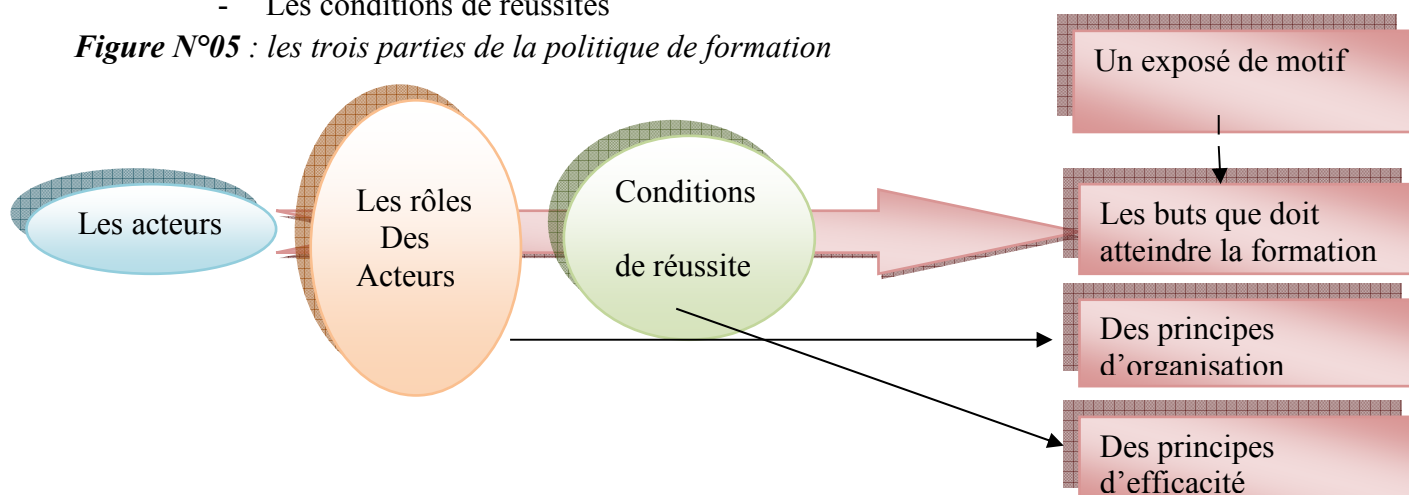 - Les conditions de réussites
Figure N°05 : les trois parties de la politique de formation
Les acteurs
Les rôles
Des
Acteurs
Conditions
de réussite
Un exposé de motif
Les buts que doit
atteindre la formation
Des principes
d’organisation
Des principes
d’efficacité